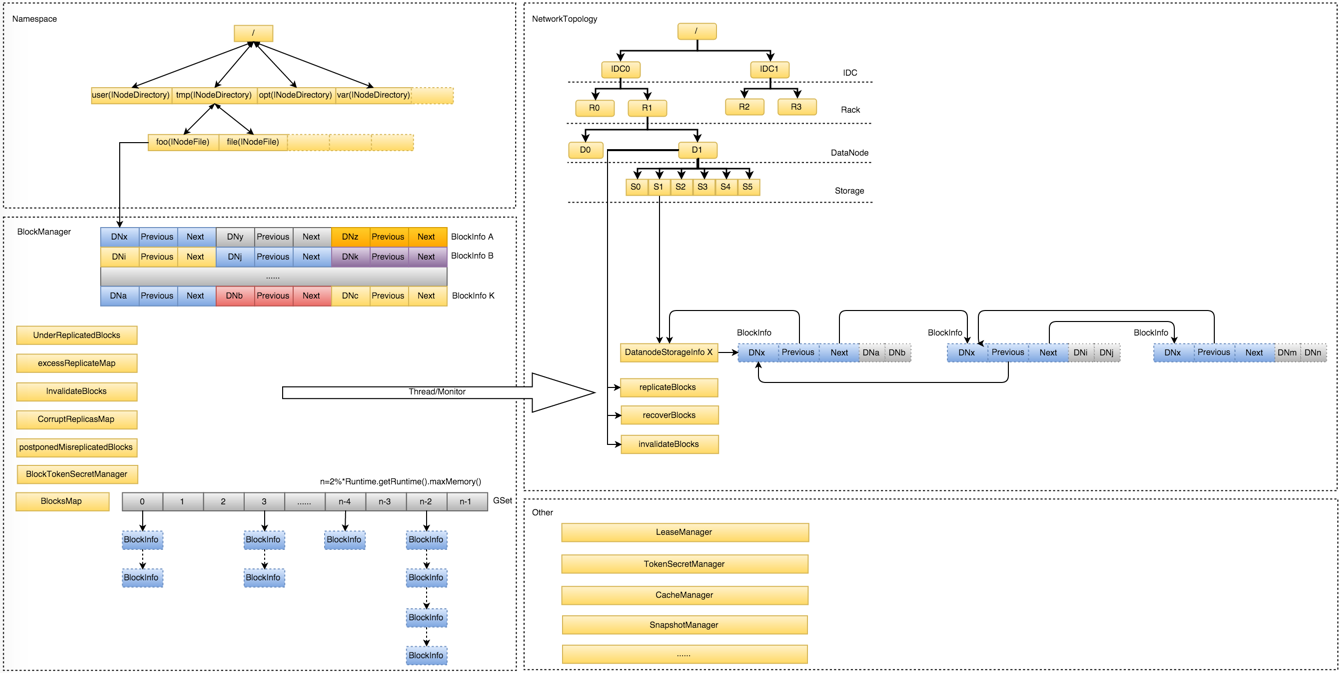 Namespace
/
user(INodeDirectory) tmp(INodeDirectory) opt(INodeDirectory) var(INodeDirectory)
foo(INodeFile) file(INodeFile)
BlockManager
DNx Previous Next DNy Previous Next DNz Previous Next BlockInfo A
DNi Previous Next DNj Previous Next DNk Previous Next BlockInfo B
......
DNa Previous Next DNb Previous Next DNc Previous Next BlockInfo K
UnderReplicatedBlocks
excessReplicateMap
InvalidateBlocks
CorruptReplicasMap
postponedMisreplicatedBlocks
BlockTokenSecretManager
Thread/Monitor
n=2%*Runtime.getRuntime().maxMemory()
BlocksMap 0 1 2 3 ...... n-4 n-3 n-2 n-1 GSet
BlockInfo BlockInfo BlockInfo BlockInfo
BlockInfo BlockInfo BlockInfo
BlockInfo
BlockInfo
NetworkTopology
/
IDC0 IDC1 IDC
R0 R1 R2 R3 Rack
D0 D1 DataNode
S0 S1 S2 S3 S4 S5 Storage
BlockInfo BlockInfo BlockInfo
DatanodeStorageInfo X DNx Previous Next DNa DNb DNx Previous Next DNi DNj DNx Previous Next DNm DNn
replicateBlocks
recoverBlocks
invalidateBlocks
Other
LeaseManager
TokenSecretManager
CacheManager
SnapshotManager
......